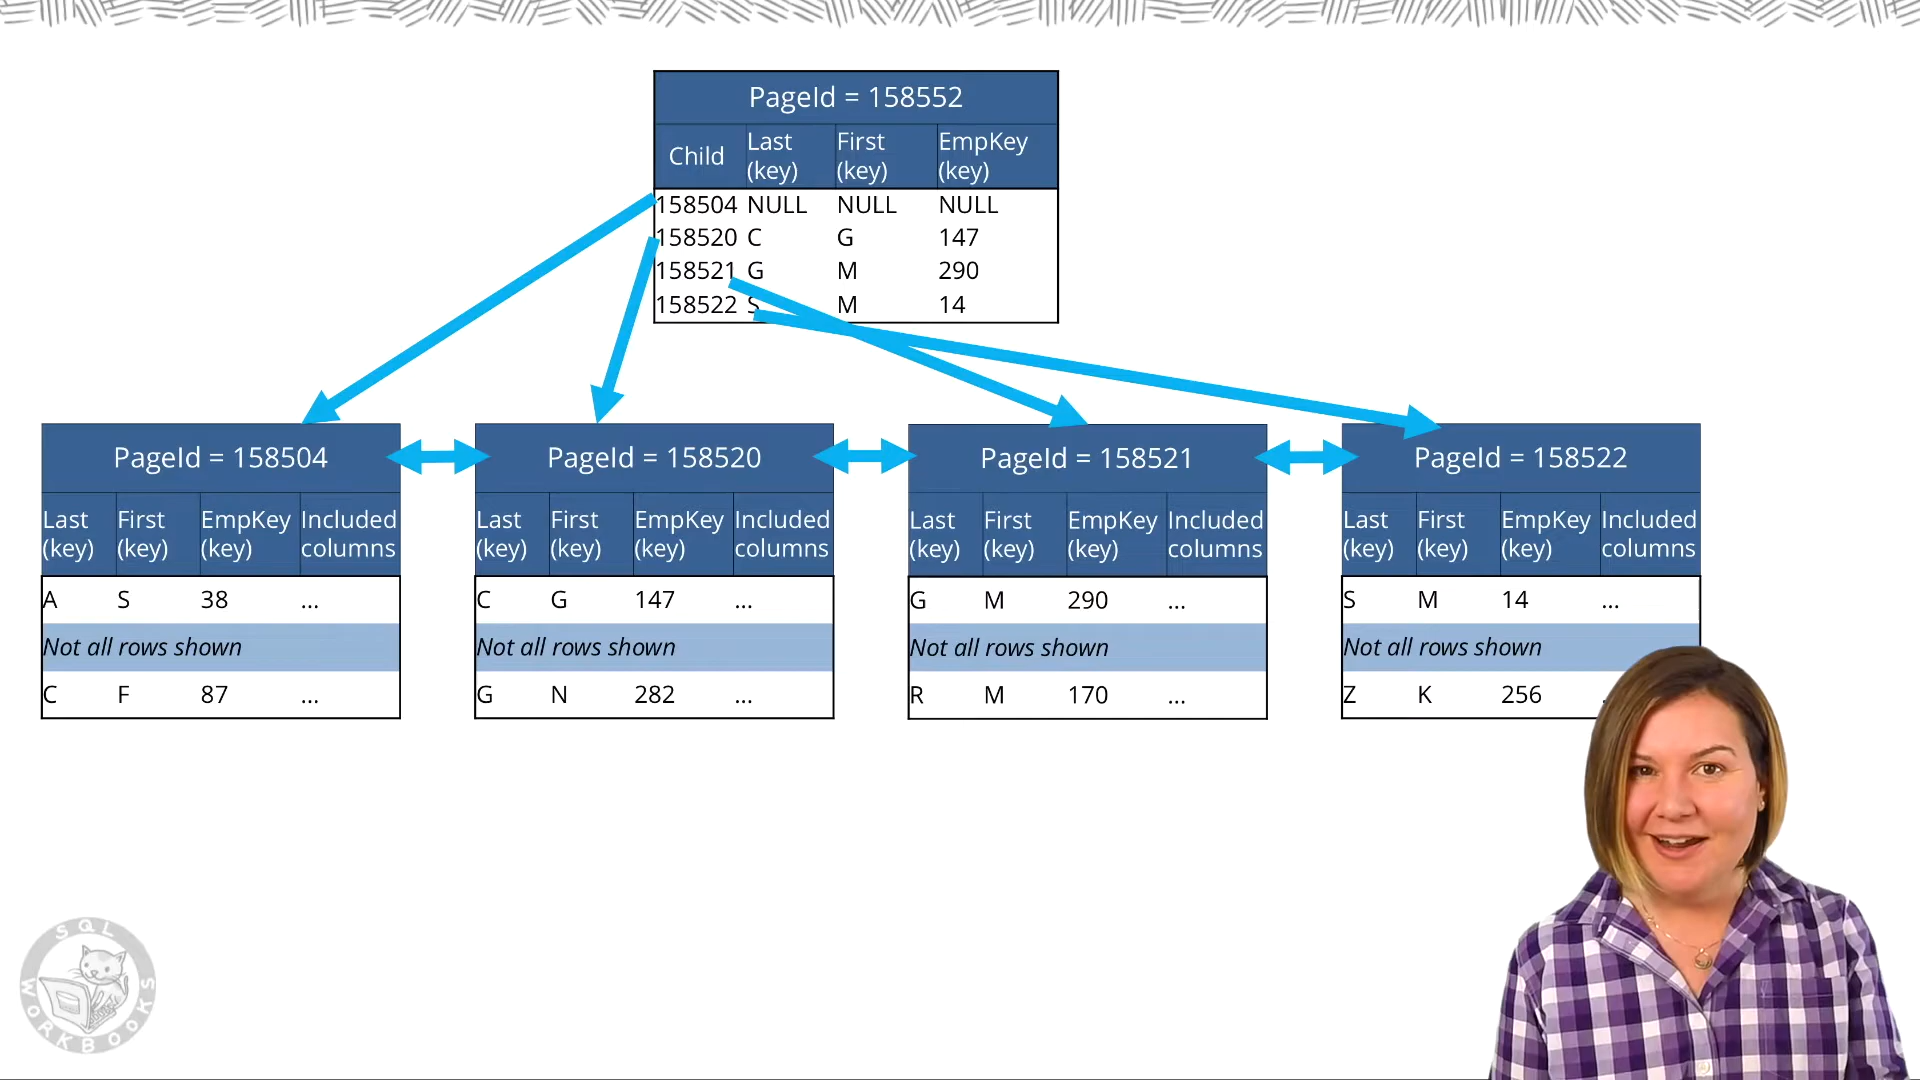 PageId = 158552
Child Last (key) First (key) EmpKey (key)
158504 NULL NULL NULL
158520 C G 147
158521 G M 290
158522 S M 14
PageId = 158504
Last (key) First (key) EmpKey (key) Included columns
A S 38 ...
Not all rows shown
C F 87 ...
PageId = 158520
Last (key) First (key) EmpKey (key) Included columns
C G 147 ...
Not all rows shown
G N 282 ...
PageId = 158521
Last (key) First (key) EmpKey (key) Included columns
G M 290 ...
Not all rows shown
R M 170 ...
PageId = 158522
Last (key) First (key) EmpKey (key) Included columns
S M 14 ...
Not all rows shown
Z K 256
SQL
WORKBOOKS